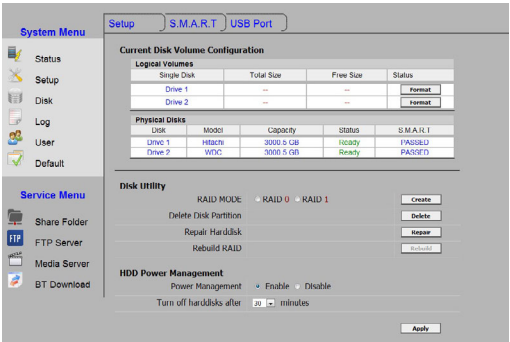 System Menu
Status
Setup
Disk
Log
User
Default
Service Menu
Share Folder
FTP
FTP Server
Media Server
BT Download
Setup S.M.A.R.T USB Port
Current Disk Volume Configuration
Logical Volumes
Single Disk Total Size Free Size Status
Drive 1 -- -- Format
Drive 2 -- -- Format
Physical Disks
Disk Model Capacity Status S.M.A.R.T
Drive 1 Hitachi 3000.5 GB Ready PASSED
Drive 2 WDC 3000.5 GB Ready PASSED
Disk Utility
RAID MODE RAID 0 RAID 1 Create
Delete Disk Partition Delete
Repair Harddisk Repair
Rebuild RAID Rebuild
HDD Power Management
Power Management Enable Disable
Turn off harddisks after 30 minutes
Apply